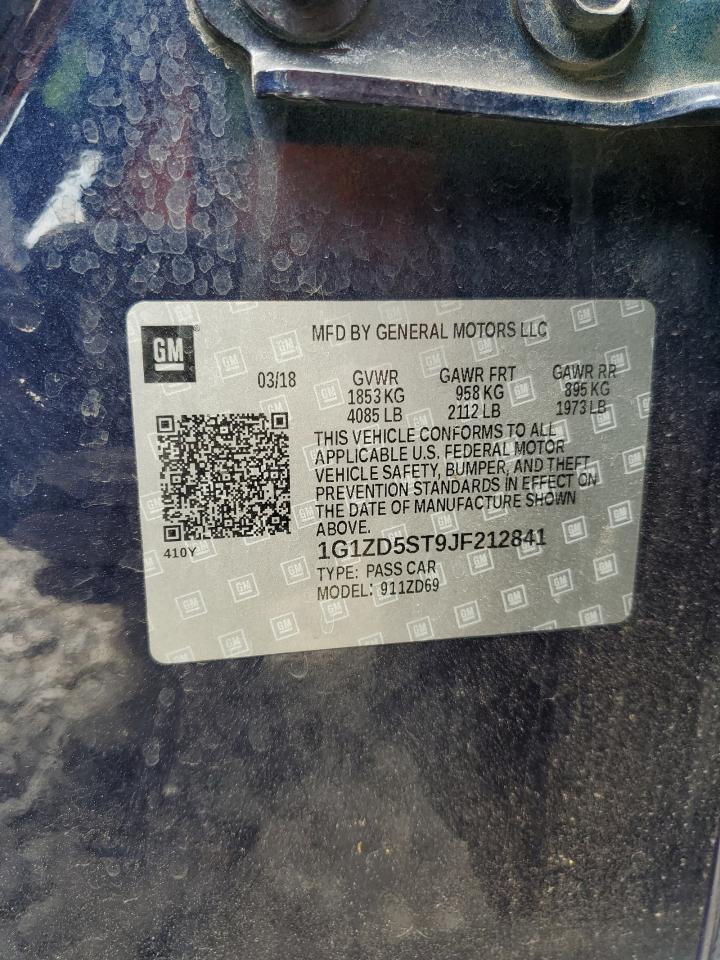 GM
MFD BY GENERAL MOTORS LLC
03/18 GVWR GAWR FRT GAWR RR
1853 KG 958 KG 895 KG
4085 LB 2112 LB 1973 LB
THIS VEHICLE CONFORMS TO ALL
APPLICABLE U.S. FEDERAL MOTOR
VEHICLE SAFETY, BUMPER, AND THEFT
PREVENTION STANDARDS IN EFFECT ON
THE DATE OF MANUFACTURE SHOWN
ABOVE.
410Y
1G1ZD5ST9JF212841
TYPE: PASS CAR
MODEL: 911ZD69